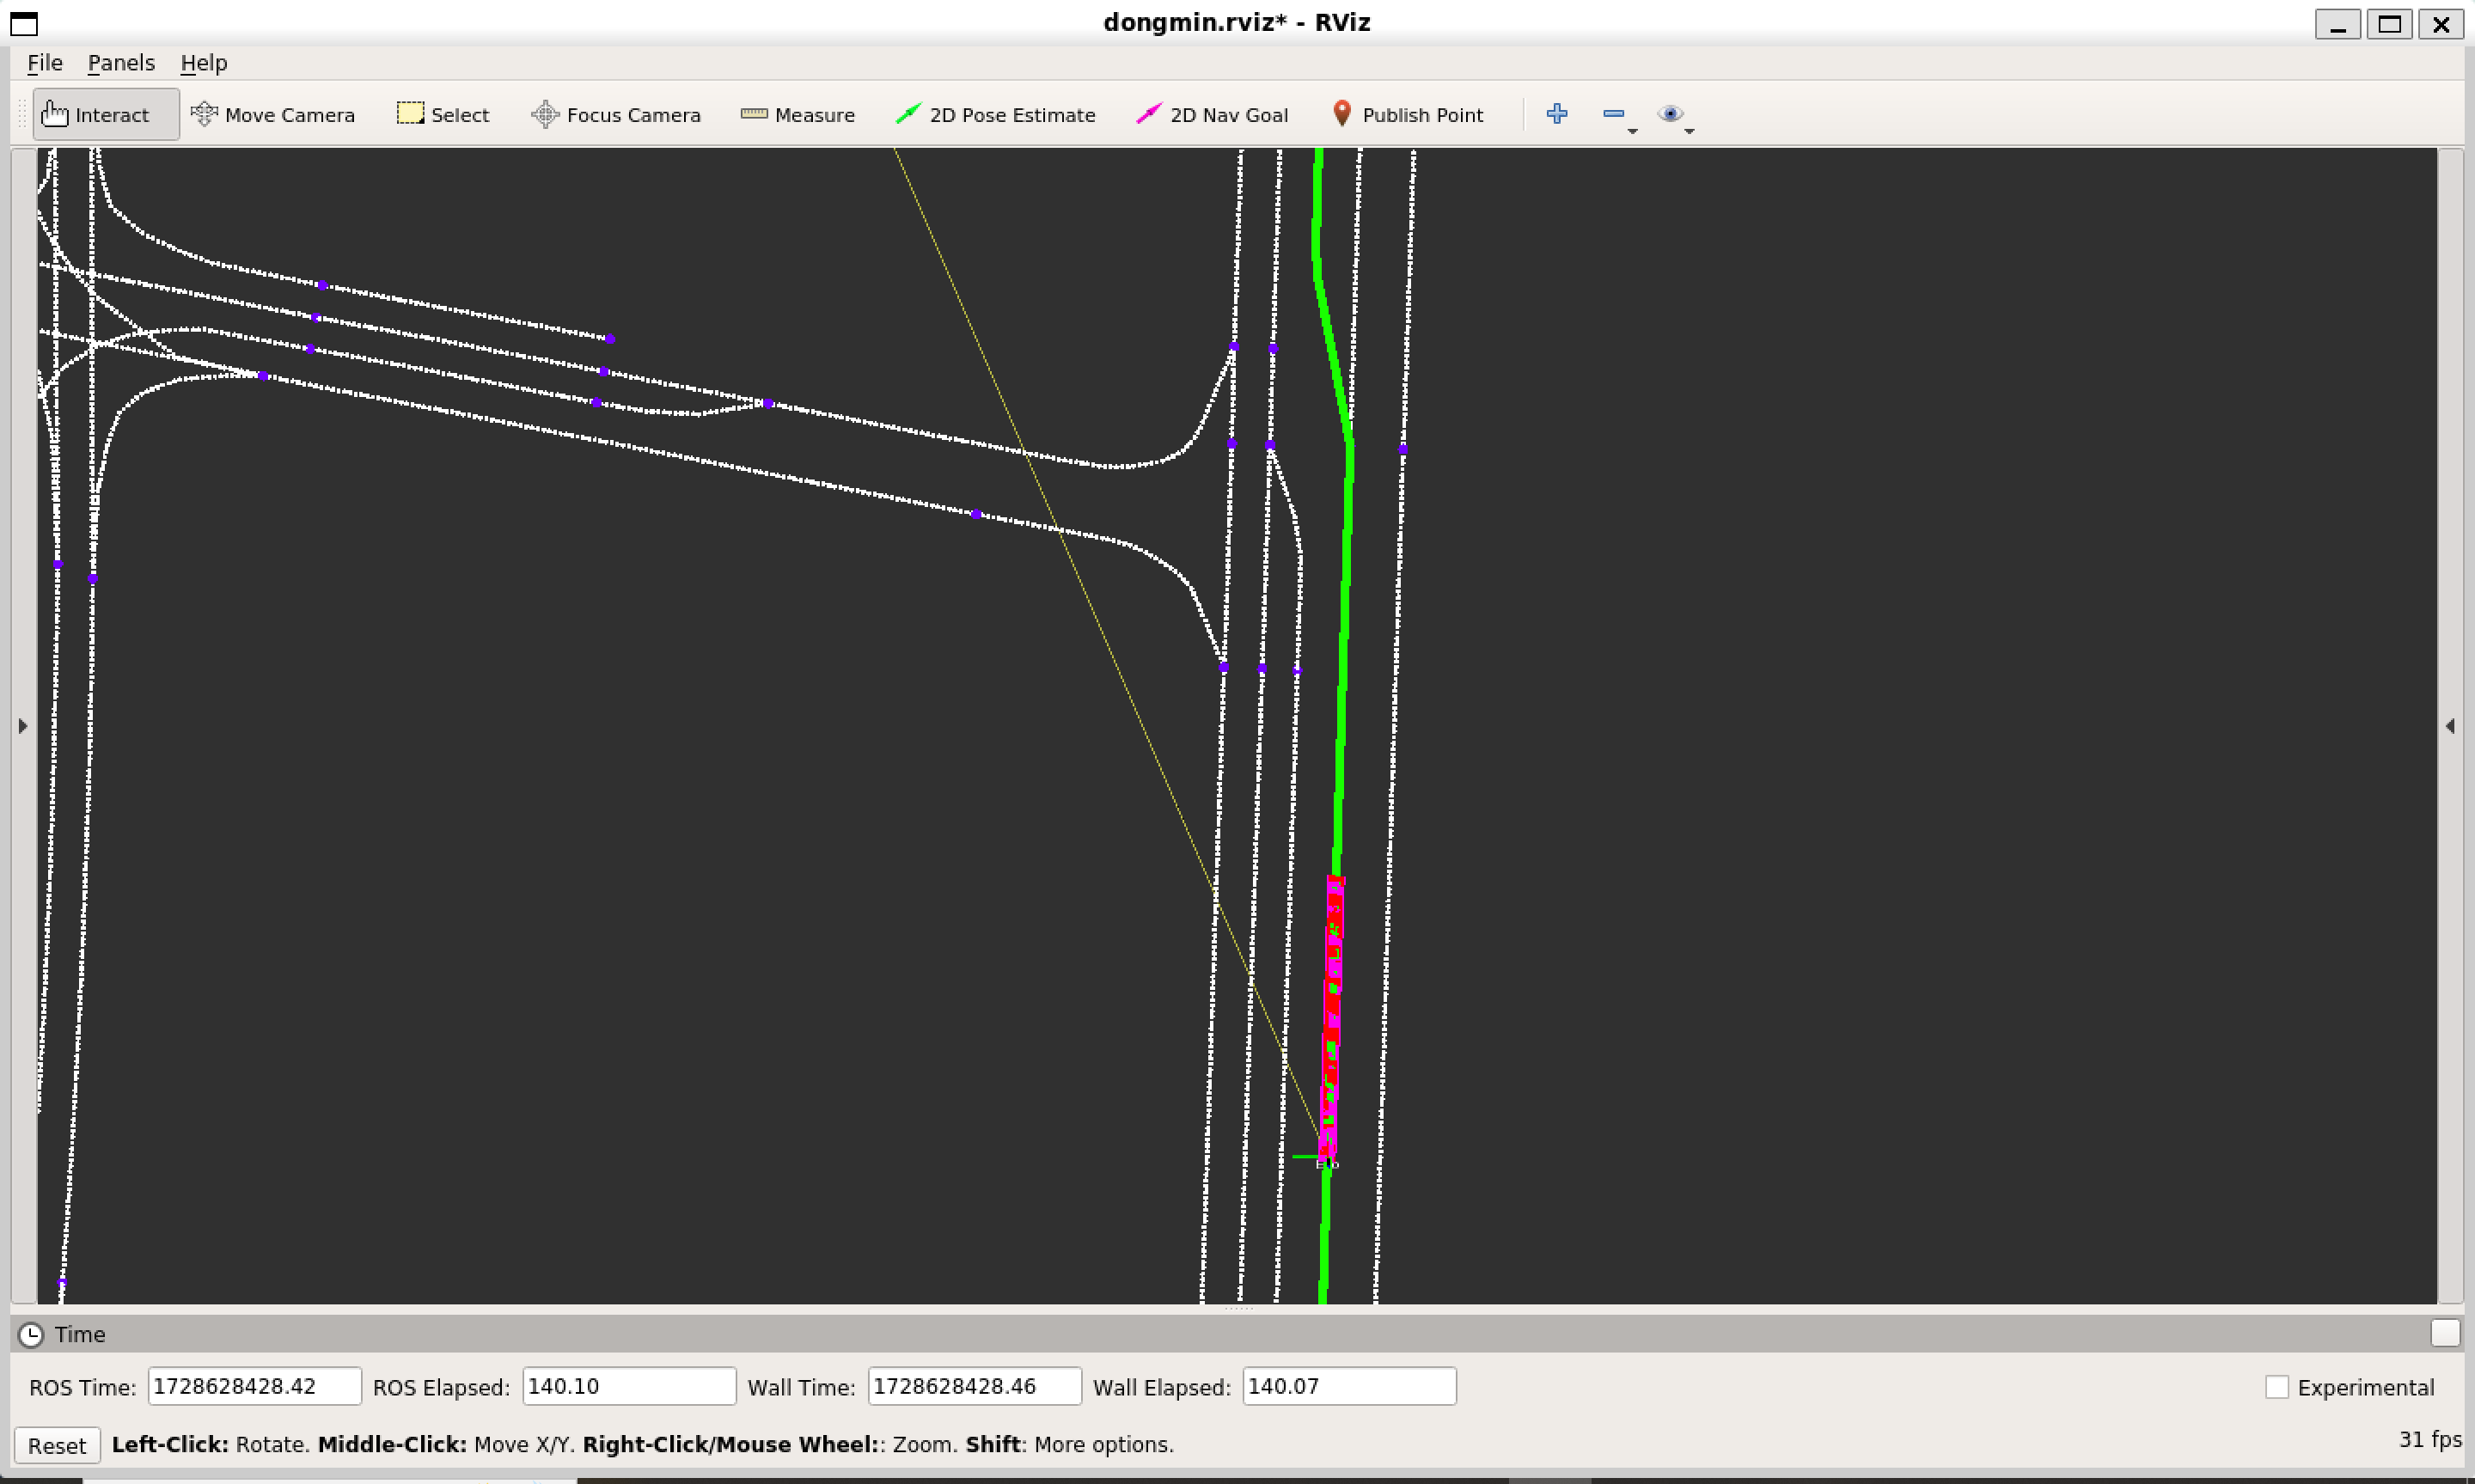 dongmin.rviz* - RViz
File Panels Help
Interact Move Camera Select Focus Camera Measure 2D Pose Estimate 2D Nav Goal Publish Point
Time
ROS Time: 1728628428.42 ROS Elapsed: 140.10 Wall Time: 1728628428.46 Wall Elapsed: 140.07 Experimental
Reset Left-Click: Rotate. Middle-Click: Move X/Y. Right-Click/Mouse Wheel:: Zoom. Shift: More options. 31 fps